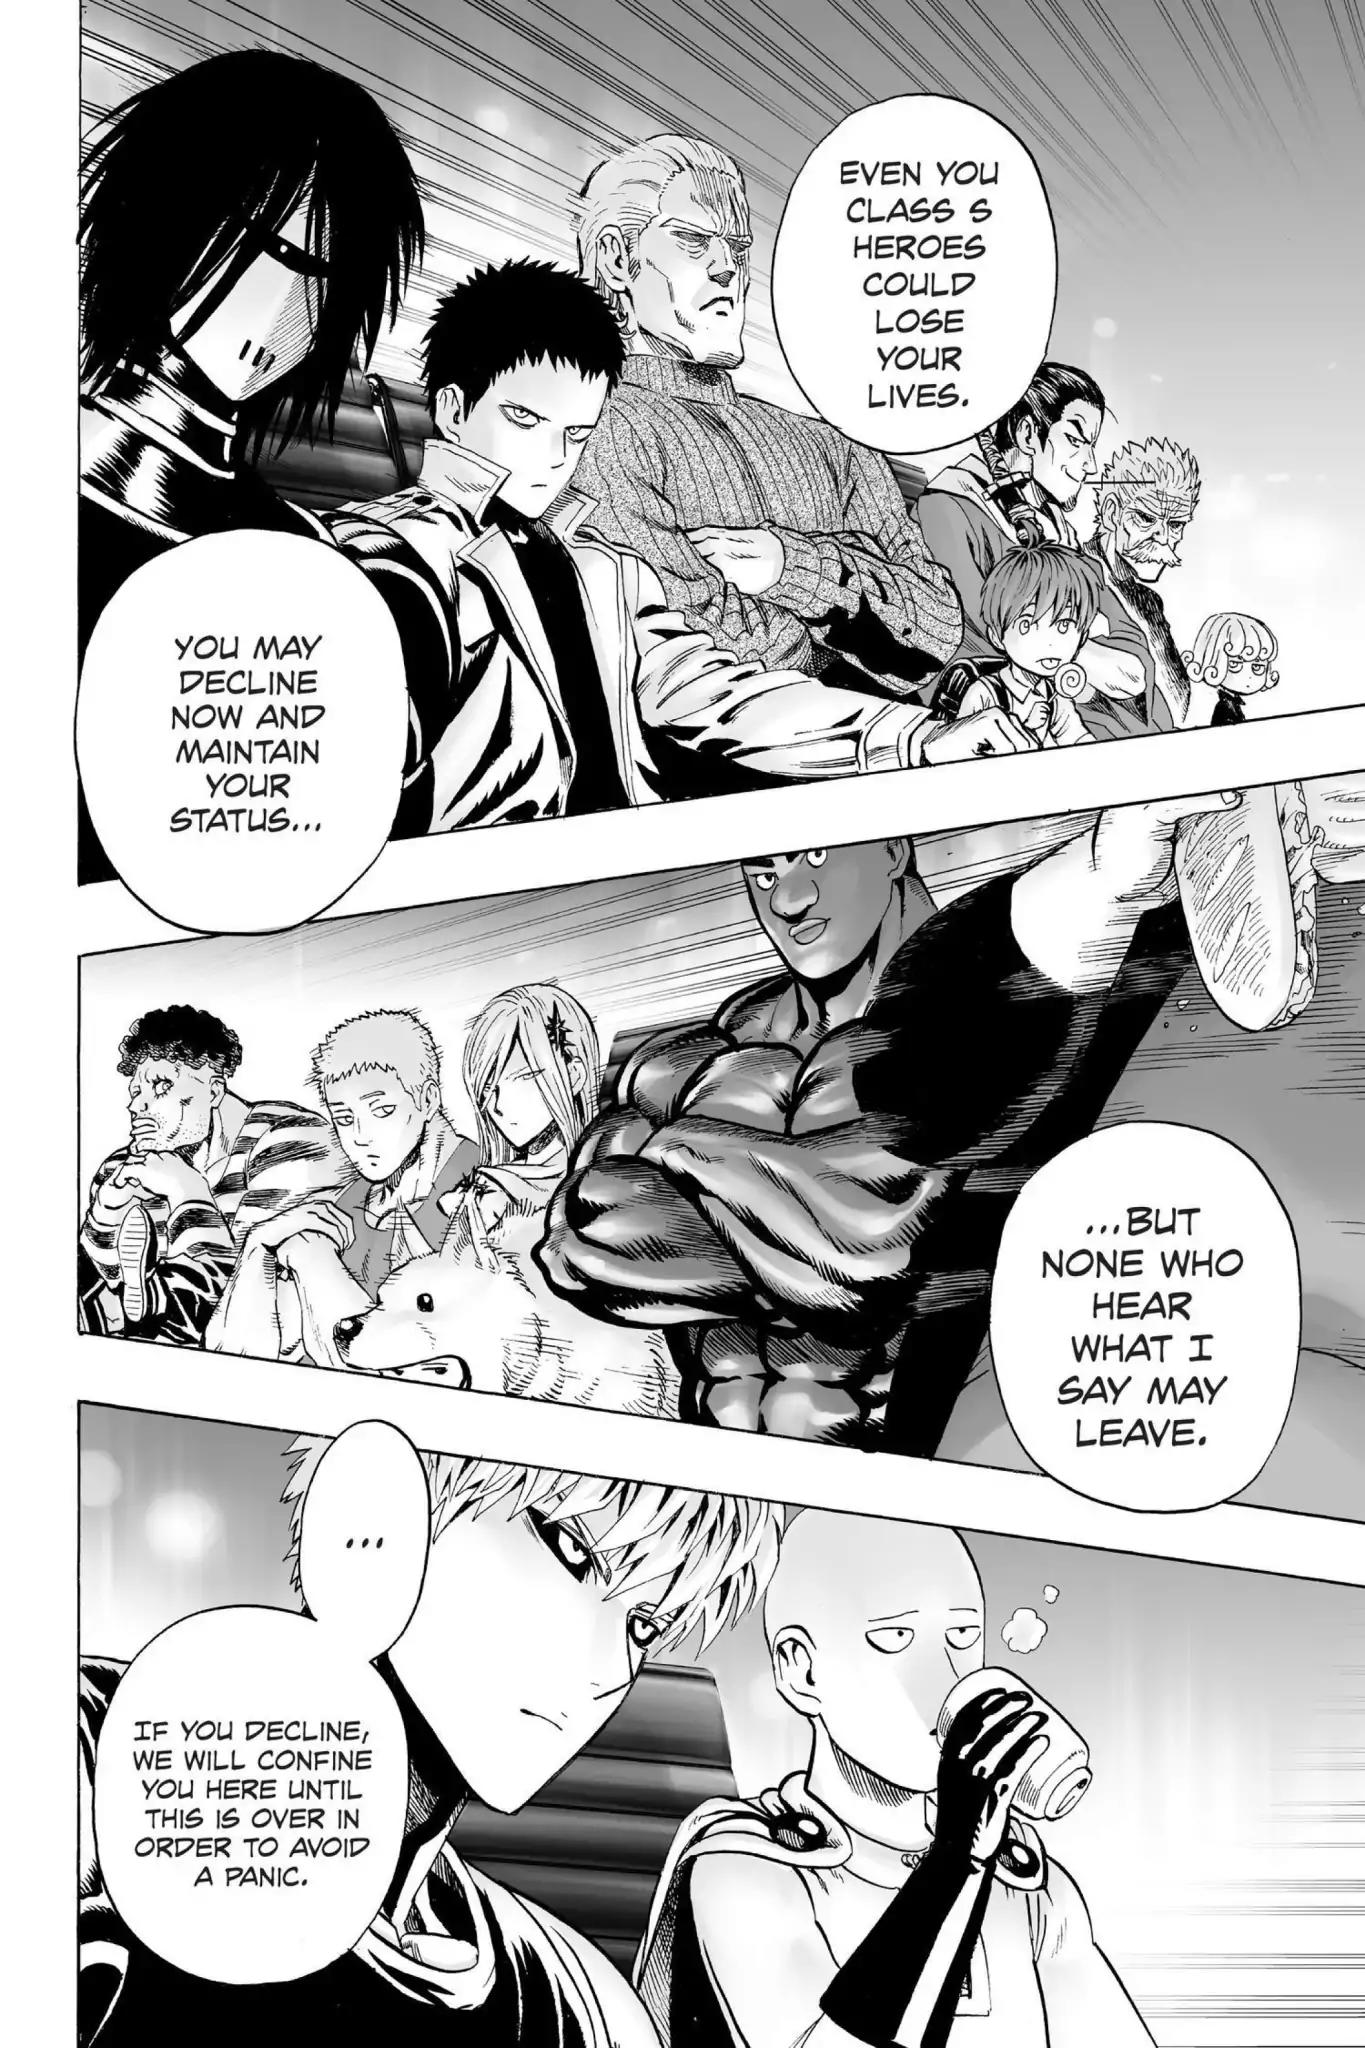 EVEN YOU
CLASS S
HEROES
COULD
LOSE
YOUR
LIVES.
YOU MAY
DECLINE
NOW AND
MAINTAIN
YOUR
STATUS...
...BUT
NONE WHO
HEAR
WHAT I
SAY MAY
LEAVE.
...
IF YOU DECLINE,
WE WILL CONFINE
YOU HERE UNTIL
THIS IS OVER IN
ORDER TO AVOID
A PANIC.